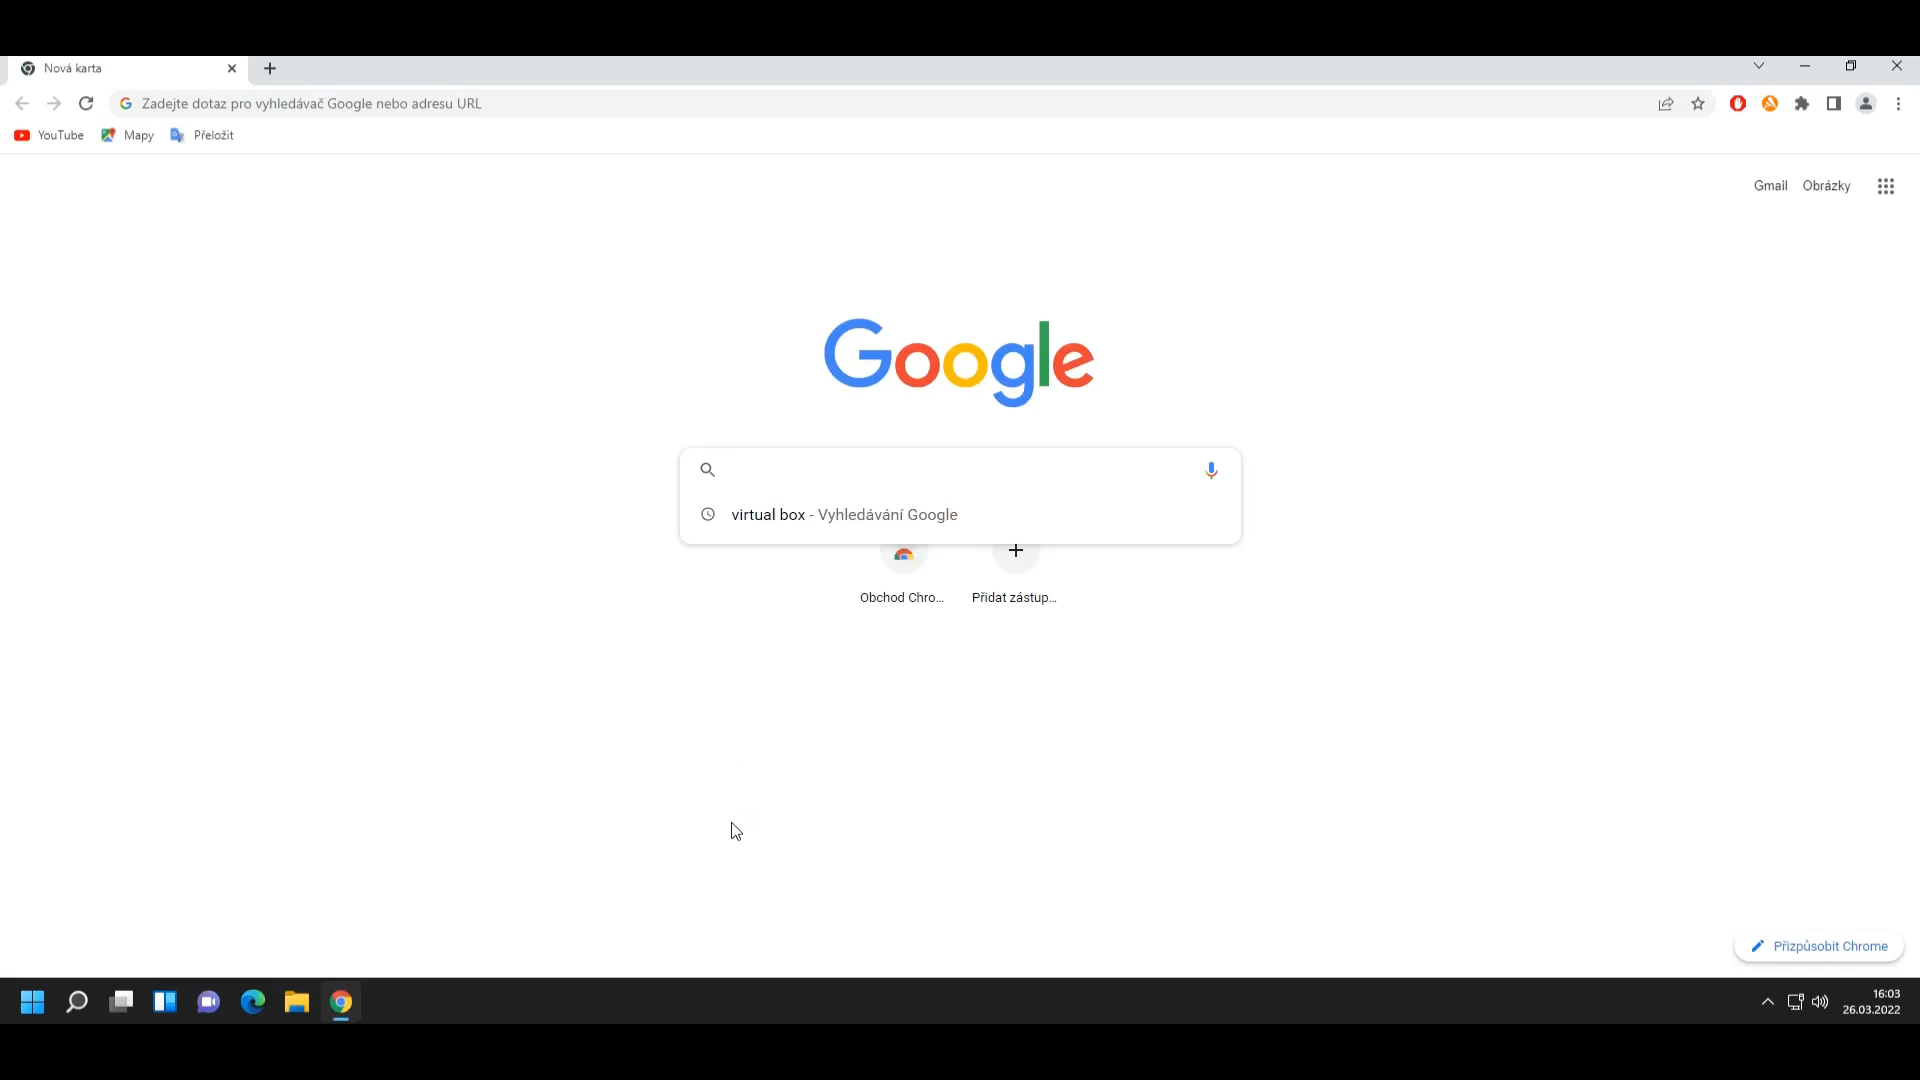 Nová karta
Zadejte dotaz pro vyhledávač Google nebo adresu URL
YouTube
Mapy
Přeložit
Gmail
Obrázky
Google
virtual box - Vyhledávání Google
Obchod Chro...
Přidat zástup...
Přizpůsobit Chrome
16:03
26.03.2022